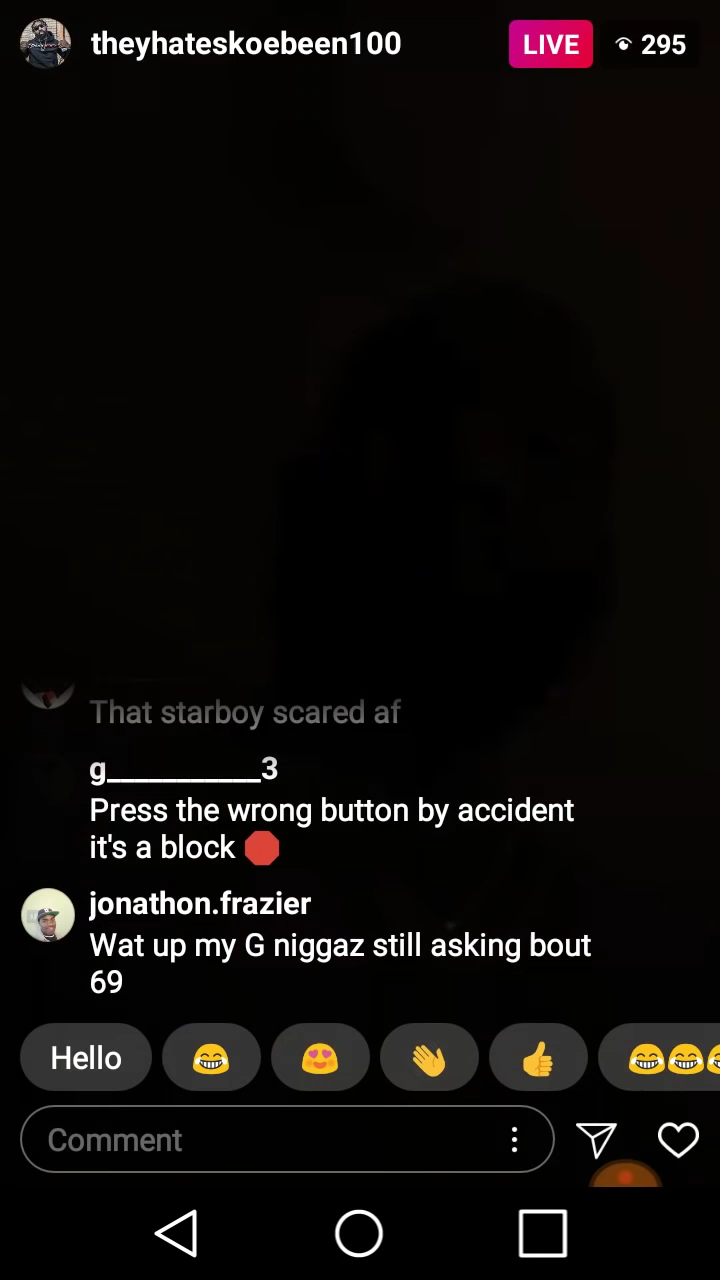 theyhateskoebeen100 LIVE 295
That starboy scared af
g___________3
Press the wrong button by accident
it's a block
jonathon.frazier
Wat up my G niggaz still asking bout
69
Hello
Comment